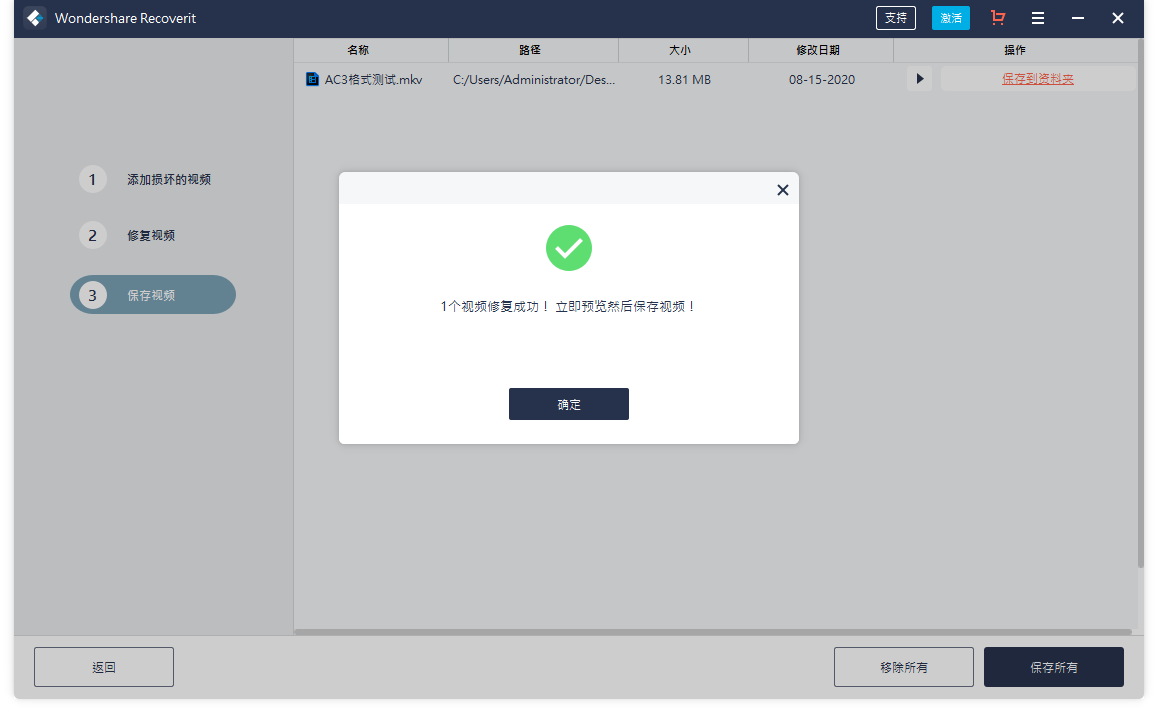 Wondershare Recoverit
支持
激活
名称
路径
大小
修改日期
操作
AC3格式测试.mkv
C:/Users/Administrator/Des...
13.81 MB
08-15-2020
保存到资料夹
1 添加损坏的视频
2 修复视频
3 保存视频
1个视频修复成功！ 立即预览然后保存视频！
确定
返回
移除所有
保存所有